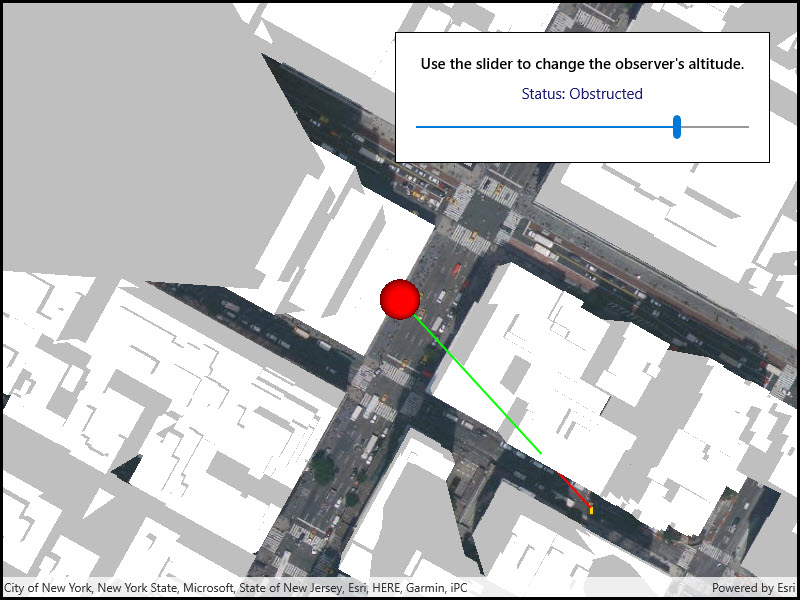 Use the slider to change the observer's altitude.
Status: Obstructed
City of New York, New York State, Microsoft, State of New Jersey, Esri, HERE, Garmin, iPC
Powered by Esri